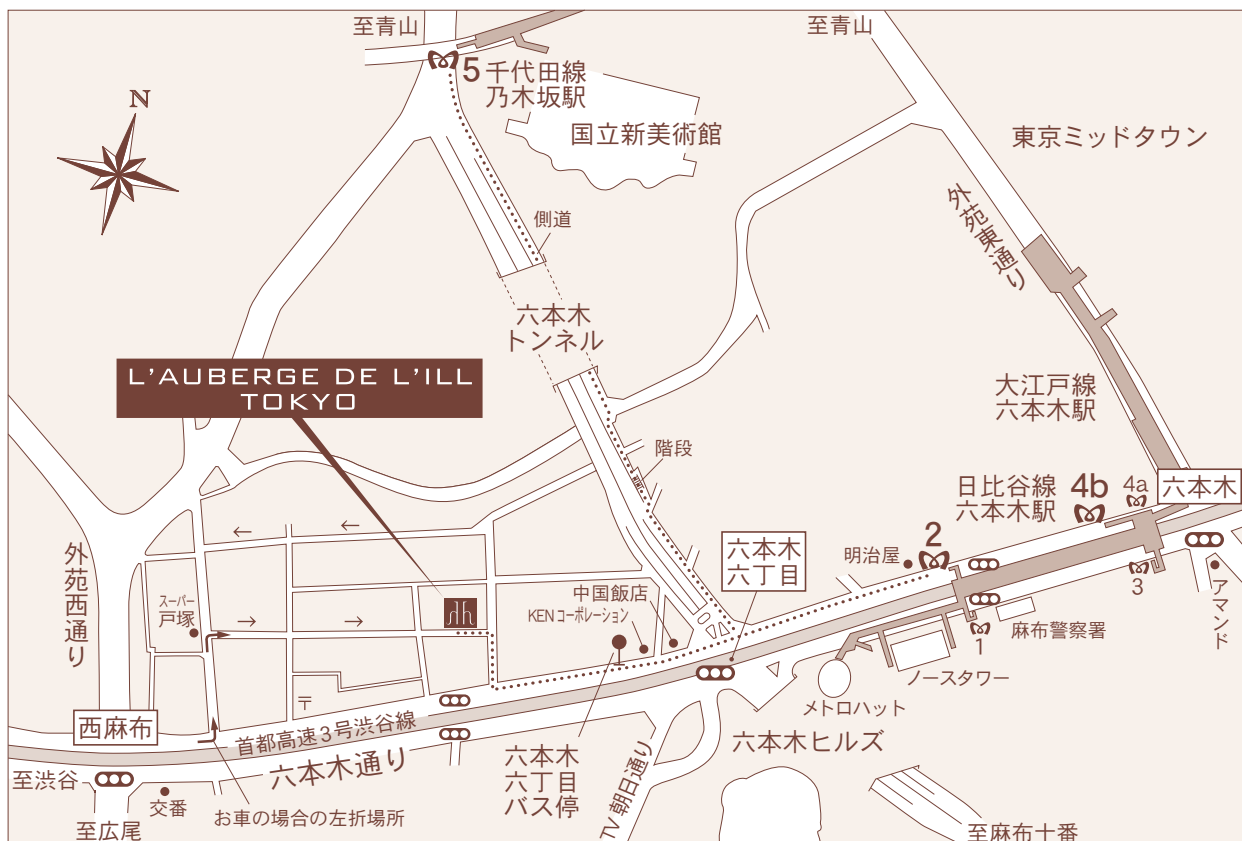 至青山
至青山
N
5 千代田線
乃木坂駅
国立新美術館
東京ミッドタウン
外苑東通り
側道
六本木
トンネル
L'AUBERGE DE L'ILL
TOKYO
大江戸線
六本木駅
階段
日比谷線
六本木駅
4b
4a
六本木
2
明治屋
六本木
六丁目
3
アマンド
外苑西通り
スーパー
戸塚
←
←
→
→
中国飯店
KENコーポレーション
麻布警察署
1
ノースタワー
メトロハット
〒
西麻布
首都高速3号渋谷線
六本木通り
六本木
六丁目
バス停
TV朝日通り
六本木ヒルズ
至渋谷
交番
お車の場合の左折場所
至広尾
至麻布十番